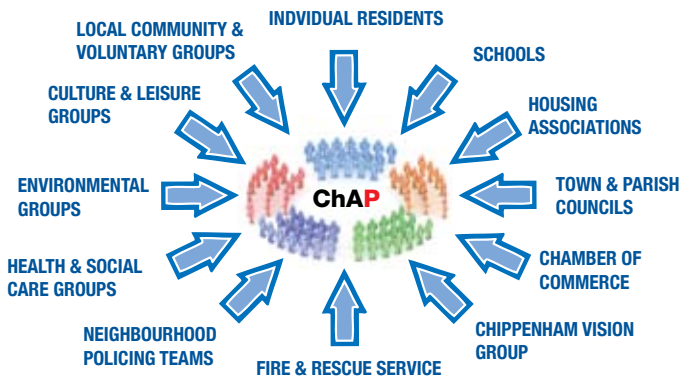 INDVIDUAL RESIDENTS
LOCAL COMMUNITY &
VOLUNTARY GROUPS
SCHOOLS
CULTURE & LEISURE
GROUPS
HOUSING
ASSOCIATIONS
ENVIRONMENTAL
GROUPS
ChAP
TOWN & PARISH
COUNCILS
HEALTH & SOCIAL
CARE GROUPS
CHAMBER OF
COMMERCE
NEIGHBOURHOOD
POLICING TEAMS
CHIPPENHAM VISION
GROUP
FIRE & RESCUE SERVICE